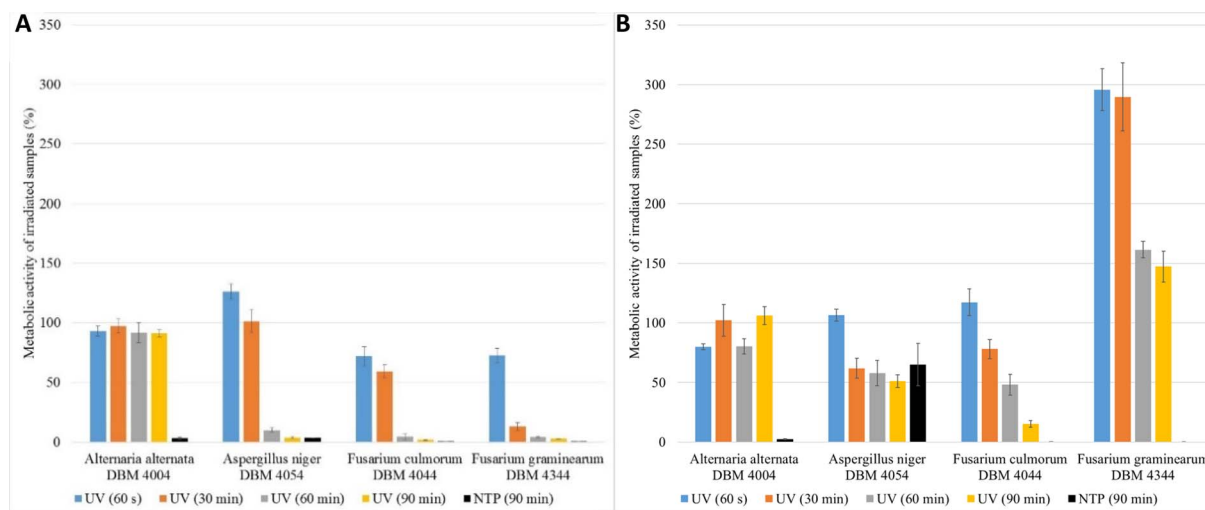 A
Metabolic activity of irradiated samples (%)
350
300
250
200
150
100
50
0
Alternaria alternata
DBM 4004
Aspergillus niger
DBM 4054
Fusarium culmorum
DBM 4044
Fusarium graminearum
DBM 4344
UV (60 s) UV (30 min) UV (60 min) UV (90 min) NTP (90 min)
B
Metabolic activity of irradiated samples (%)
350
300
250
200
150
100
50
0
Alternaria alternata
DBM 4004
Aspergillus niger
DBM 4054
Fusarium culmorum
DBM 4044
Fusarium graminearum
DBM 4344
UV (60 s) UV (30 min) UV (60 min) UV (90 min) NTP (90 min)